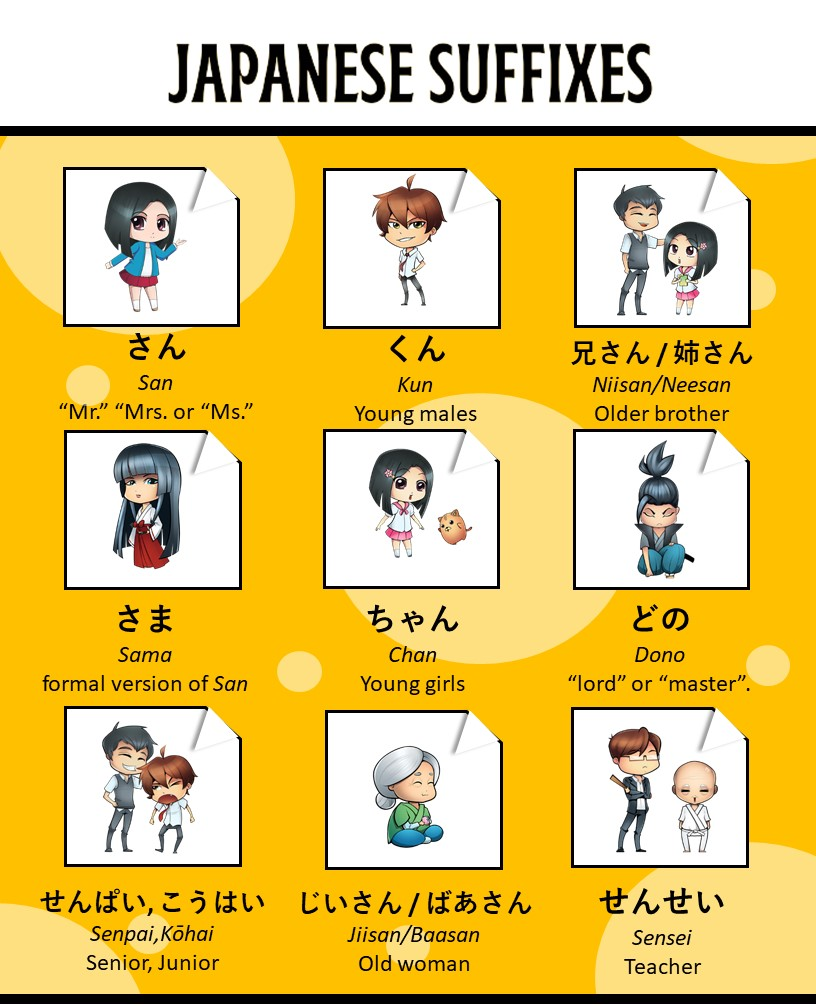 JAPANESE SUFFIXES
さん
San
“Mr.” “Mrs. or “Ms.”
くん
Kun
Young males
兄さん / 姉さん
Niisan/Neesan
Older brother
さま
Sama
formal version of San
ちゃん
Chan
Young girls
どの
Dono
“lord” or “master”.
せんぱい, こうはい
Senpai,Kōhai
Senior, Junior
じいさん / ばあさん
Jiisan/Baasan
Old woman
せんせい
Sensei
Teacher